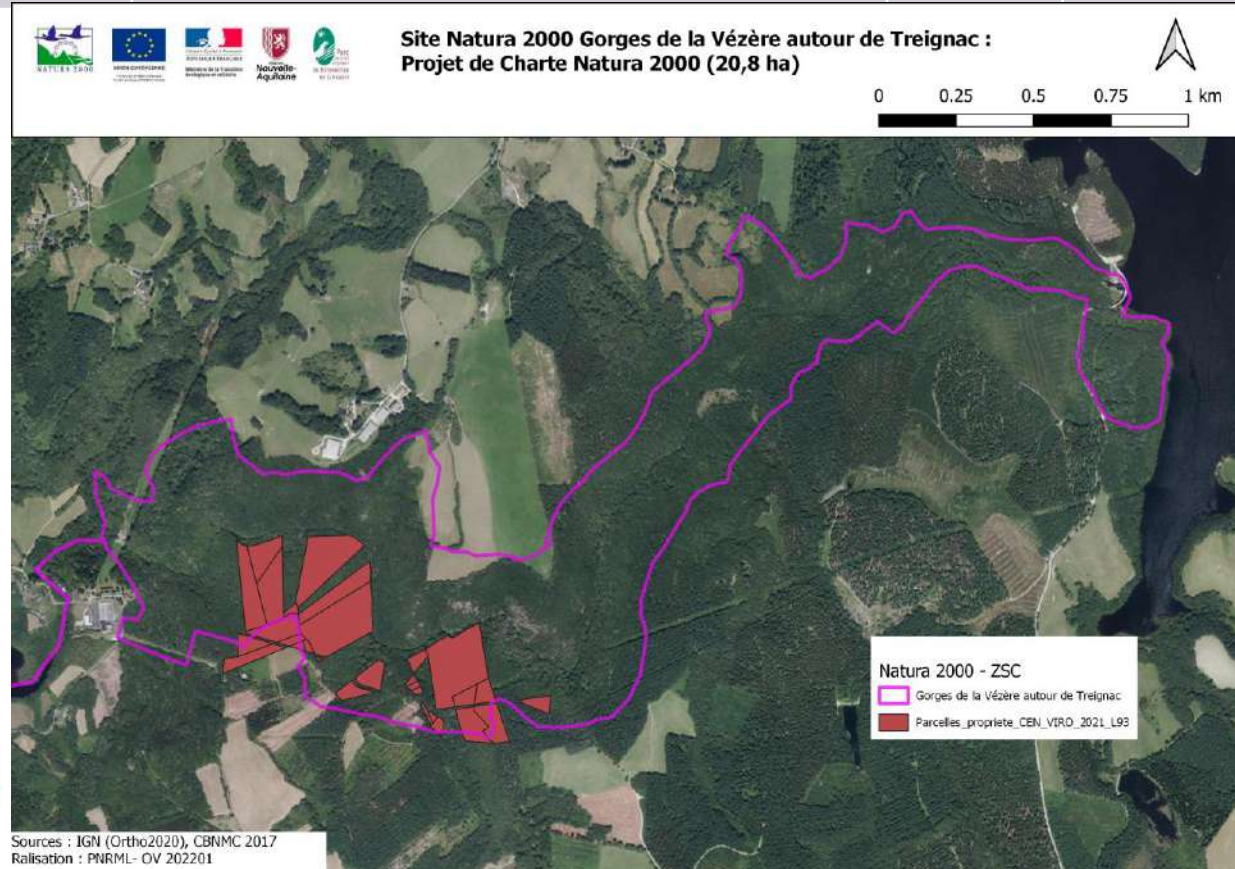 NATURA 2000
UNION EUROPÉENNE
Nouvelle-
Aquitaine
Site Natura 2000 Gorges de la Vézère autour de Treignac :
Projet de Charte Natura 2000 (20,8 ha)
0 0.25 0.5 0.75 1 km
Natura 2000 - ZSC
Gorges de la Vézère autour de Treignac
Parcelles_propriete_CEN_VIRO_2021_L93
Sources : IGN (Ortho2020), CBNMC 2017
Ralisation : PNRML- OV 202201